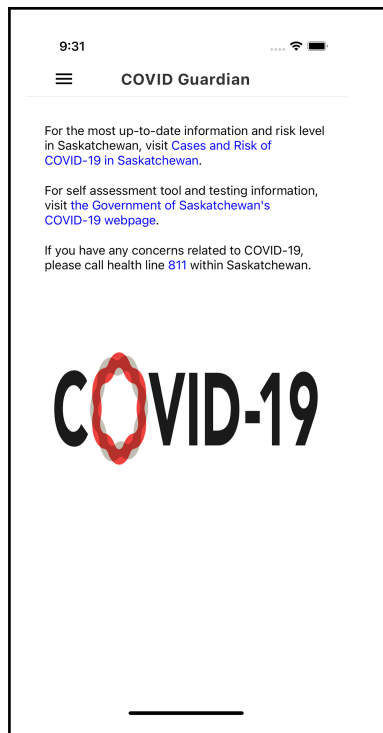 9:31
COVID Guardian
For the most up-to-date information and risk level
in Saskatchewan, visit Cases and Risk of
COVID-19 in Saskatchewan.
For self assessment tool and testing information,
visit the Government of Saskatchewan's
COVID-19 webpage.
If you have any concerns related to COVID-19,
please call health line 811 within Saskatchewan.
COVID-19